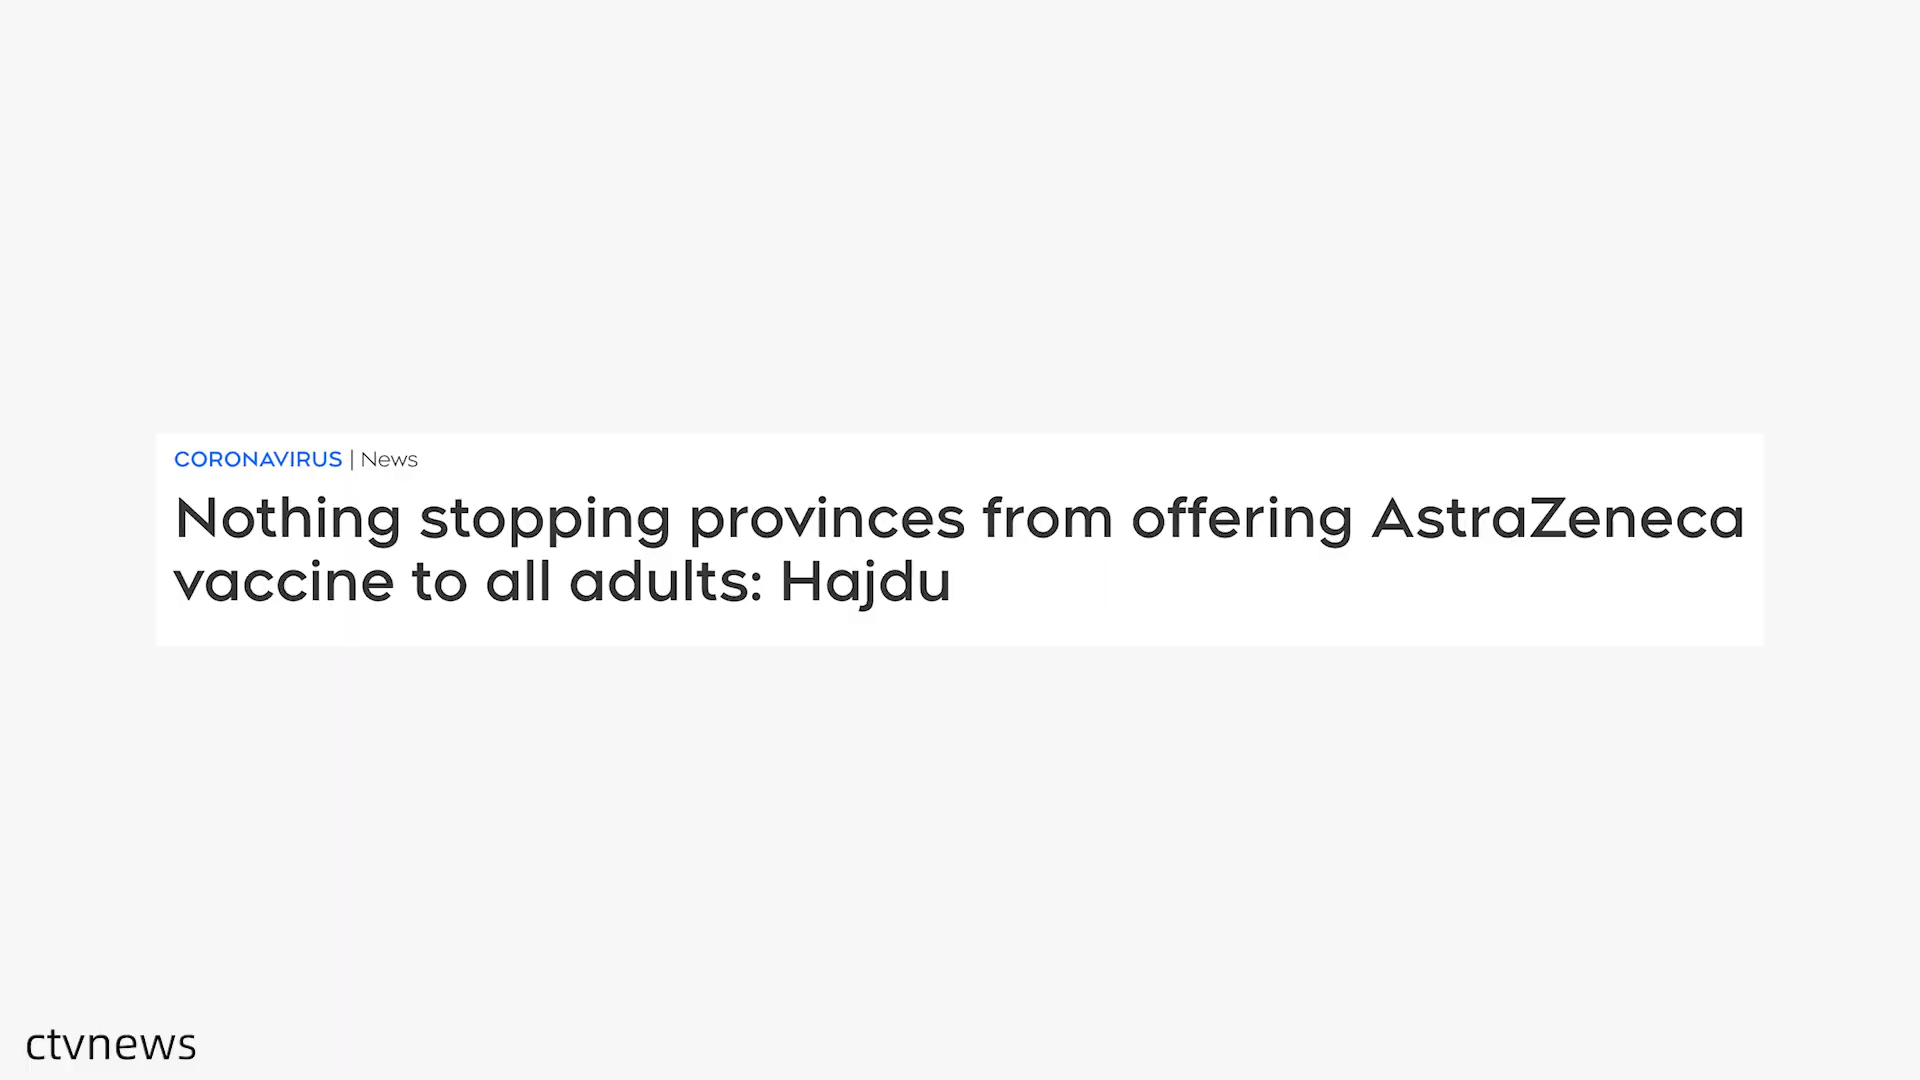 CORONAVIRUS | News
Nothing stopping provinces from offering AstraZeneca
vaccine to all adults: Hajdu
ctvnews